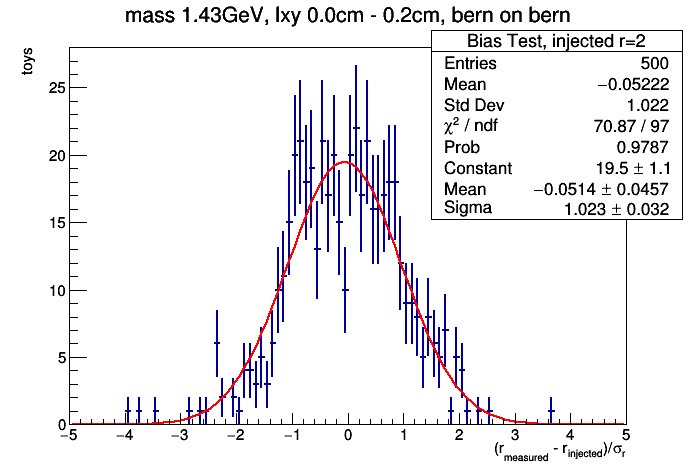 mass 1.43GeV, lxy 0.0cm - 0.2cm, bern on bern
Bias Test, injected r=2
Entries 500
Mean −0.05222
Std Dev 1.022
χ² / ndf 70.87 / 97
Prob 0.9787
Constant 19.5 ± 1.1
Mean −0.0514 ± 0.0457
Sigma 1.023 ± 0.032
toys
25
20
15
10
5
0
−5 −4 −3 −2 −1 0 1 2 3 4 5
(r_measured - r_injected)/σ_r